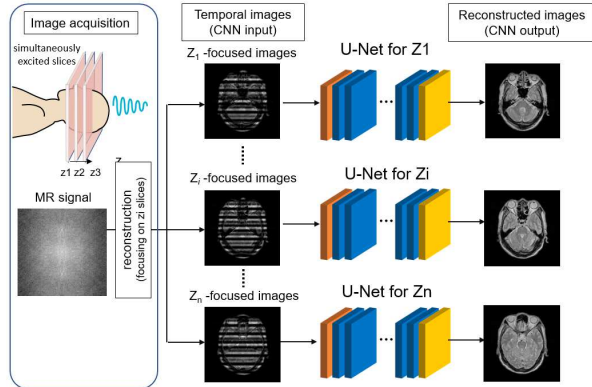 Image acquisition
simultaneously
excited slices
z
z1 z2 z3
MR signal
reconstruction
(focusing on zi slices)
Temporal images
(CNN input)
Reconstructed images
(CNN output)
Z1 -focused images
U-Net for Z1
Zi -focused images
U-Net for Zi
Zn -focused images
U-Net for Zn